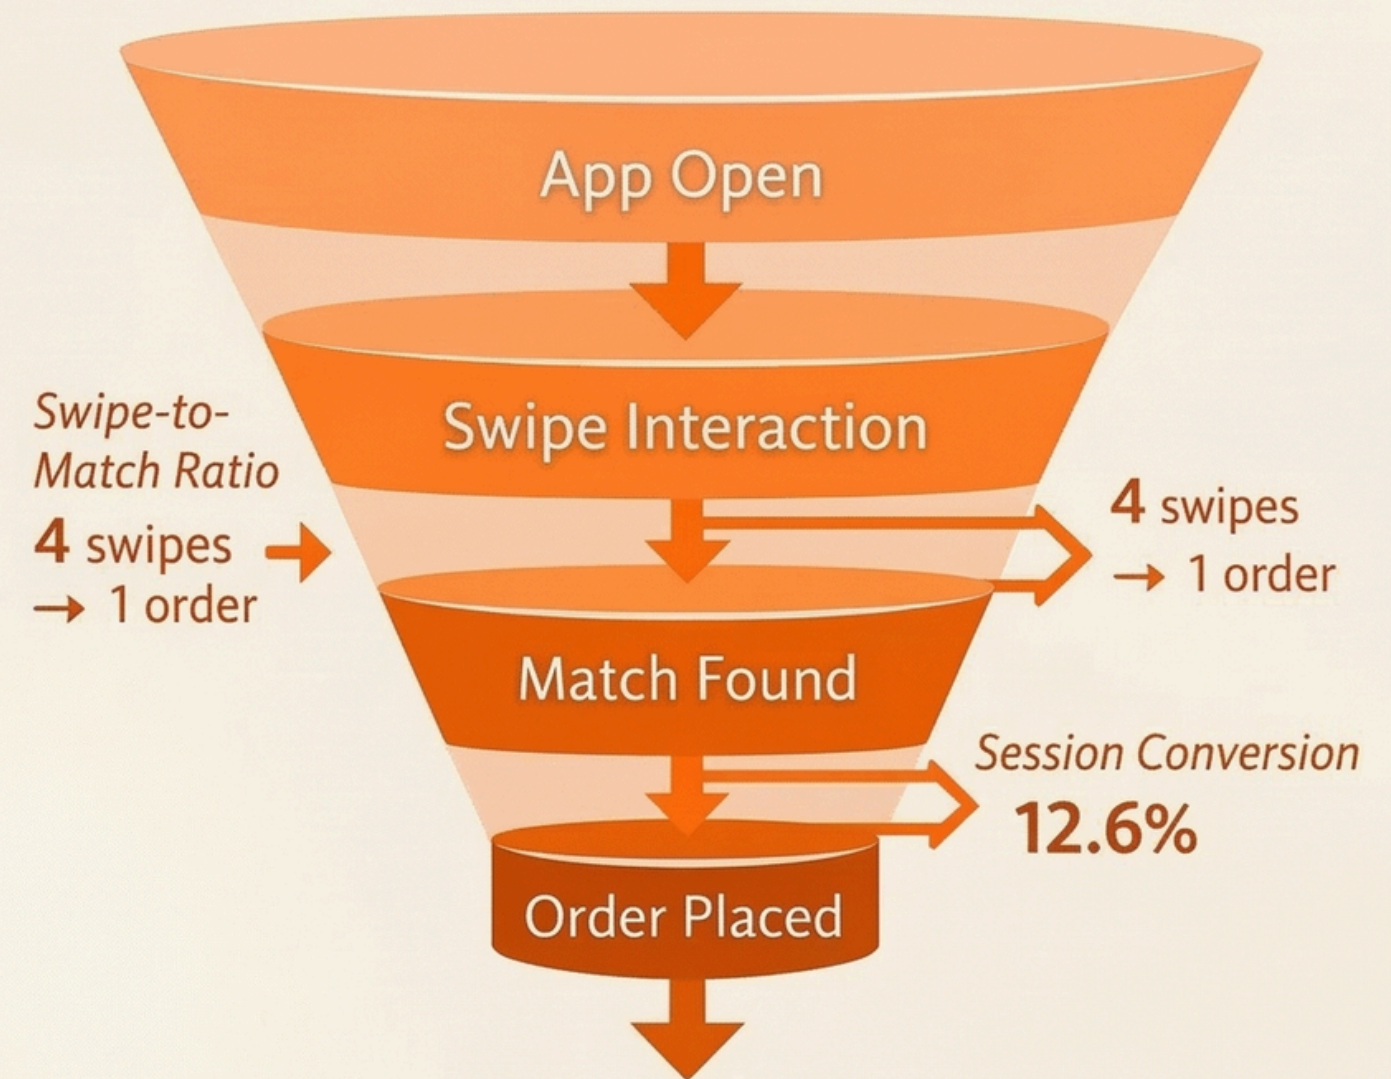 App Open
Swipe Interaction
Swipe-to-
Match Ratio
4 swipes
→ 1 order
4 swipes
→ 1 order
Match Found
Session Conversion
12.6%
Order Placed